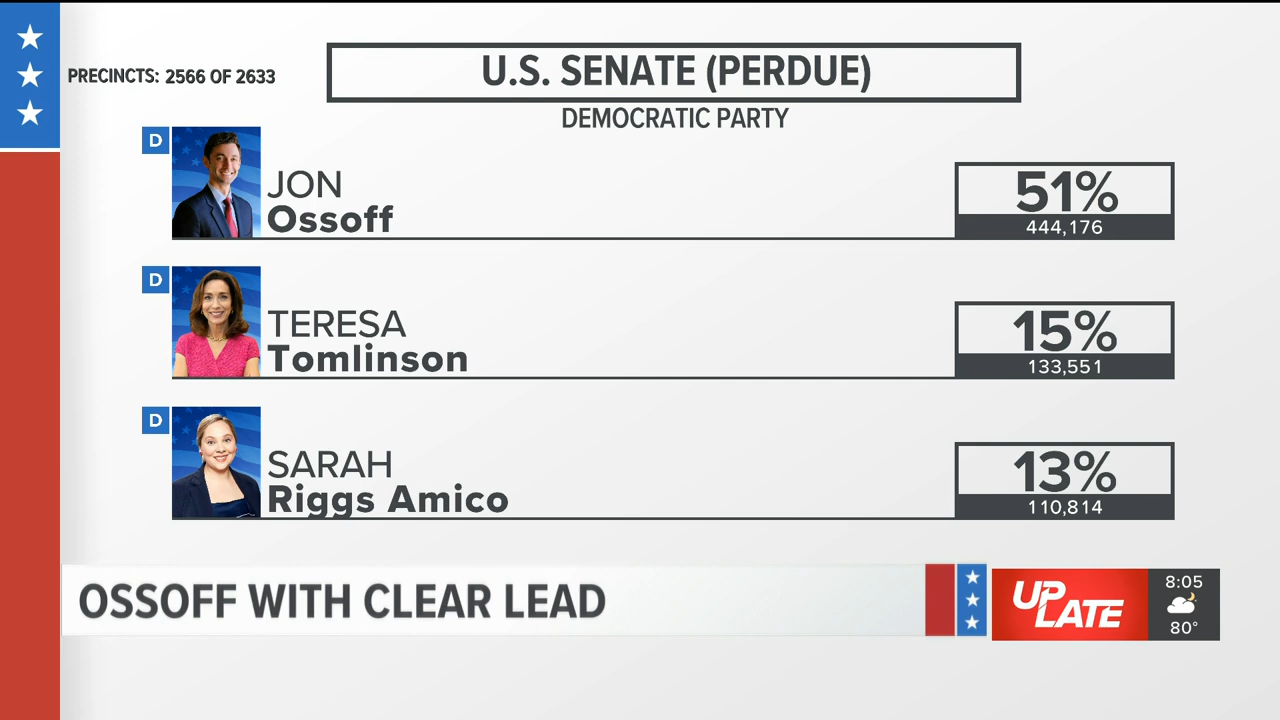 PRECINCTS: 2566 OF 2633
U.S. SENATE (PERDUE)
DEMOCRATIC PARTY
D
JON
Ossoff
51%
444,176
D
TERESA
Tomlinson
15%
133,551
D
SARAH
Riggs Amico
13%
110,814
OSSOFF WITH CLEAR LEAD
UP
LATE
8:05
80°